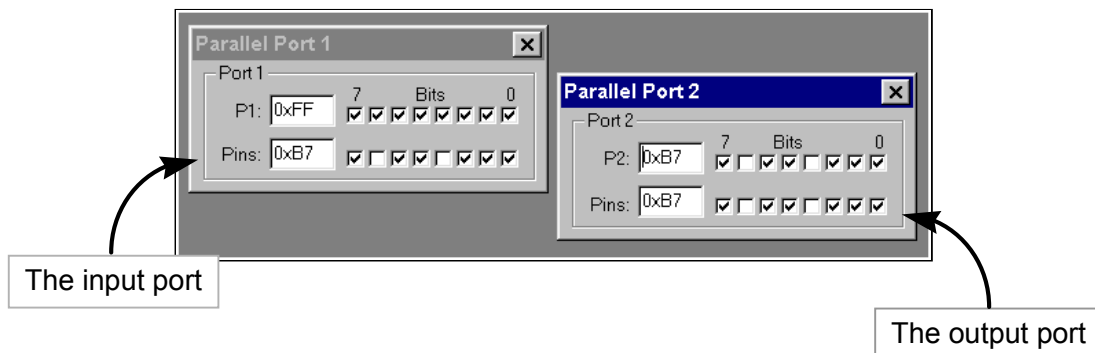 Parallel Port 1
Port 1
7 Bits 0
P1: 0xFF
Pins: 0xB7
Parallel Port 2
Port 2
7 Bits 0
P2: 0xB7
Pins: 0xB7
The input port
The output port